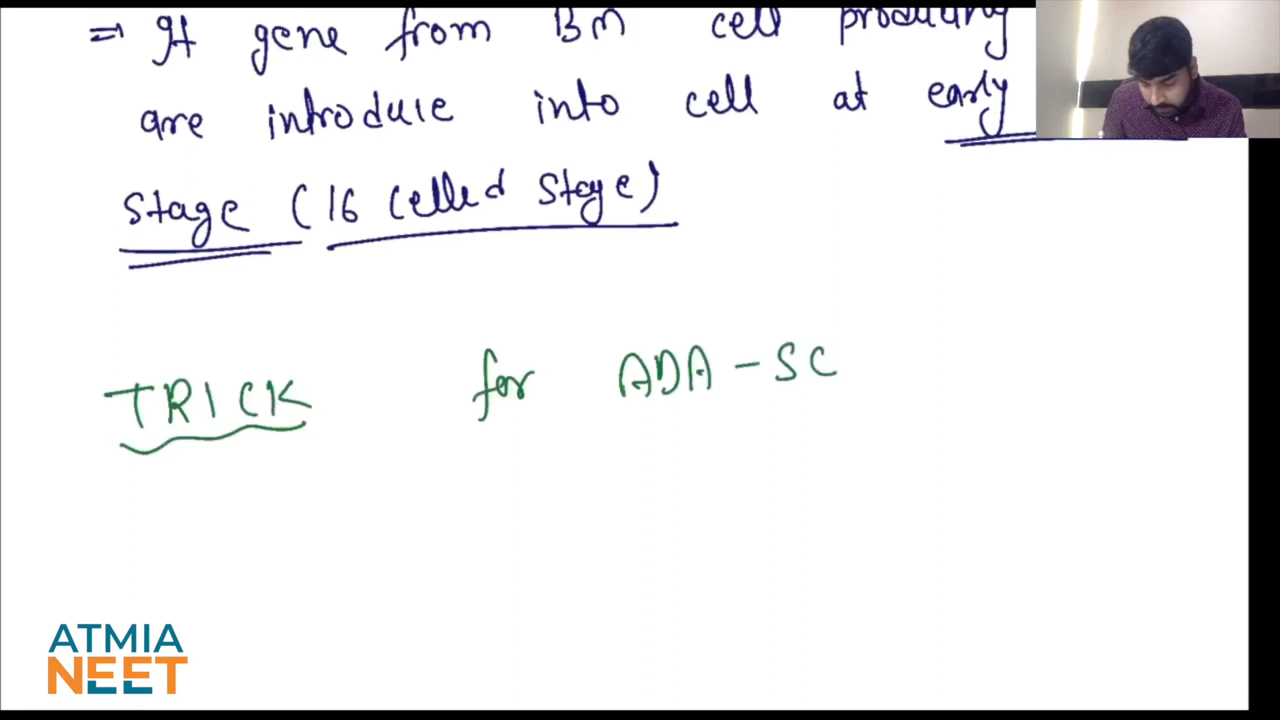 ⇒ If gene from BM cell producing
are introduce into cell at early
Stage (16 Celled Stage)
TRICK for ADA-SC
ATMIA
NEET